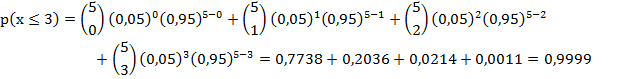 p(x ≤ 3) = (5 0) (0,05)⁰(0,95)⁵⁻⁰ + (5 1) (0,05)¹(0,95)⁵⁻¹ + (5 2) (0,05)²(0,95)⁵⁻²
+ (5 3) (0,05)³(0,95)⁵⁻³ = 0,7738 + 0,2036 + 0,0214 + 0,0011 = 0,9999